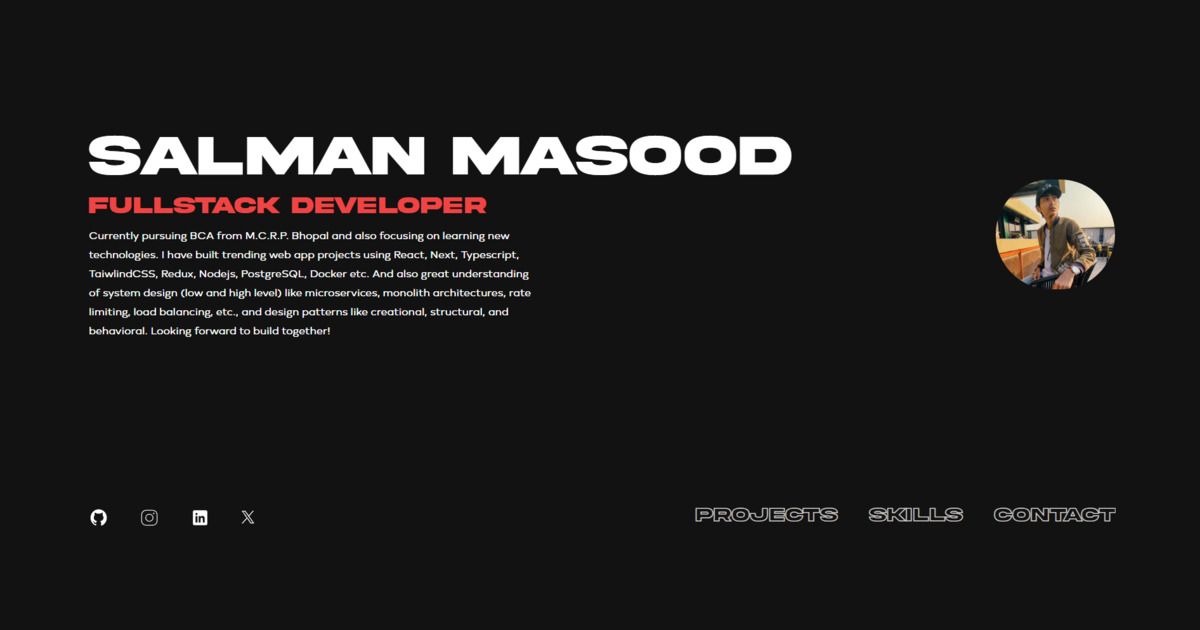 SALMAN MASOOD
FULLSTACK DEVELOPER
Currently pursuing BCA from M.C.R.P. Bhopal and also focusing on learning new
technologies. I have built trending web app projects using React, Next, Typescript,
TaiwlindCSS, Redux, Nodejs, PostgreSQL, Docker etc. And also great understanding
of system design (low and high level) like microservices, monolith architectures, rate
limiting, load balancing, etc., and design patterns like creational, structural, and
behavioral. Looking forward to build together!
PROJECTS SKILLS CONTACT